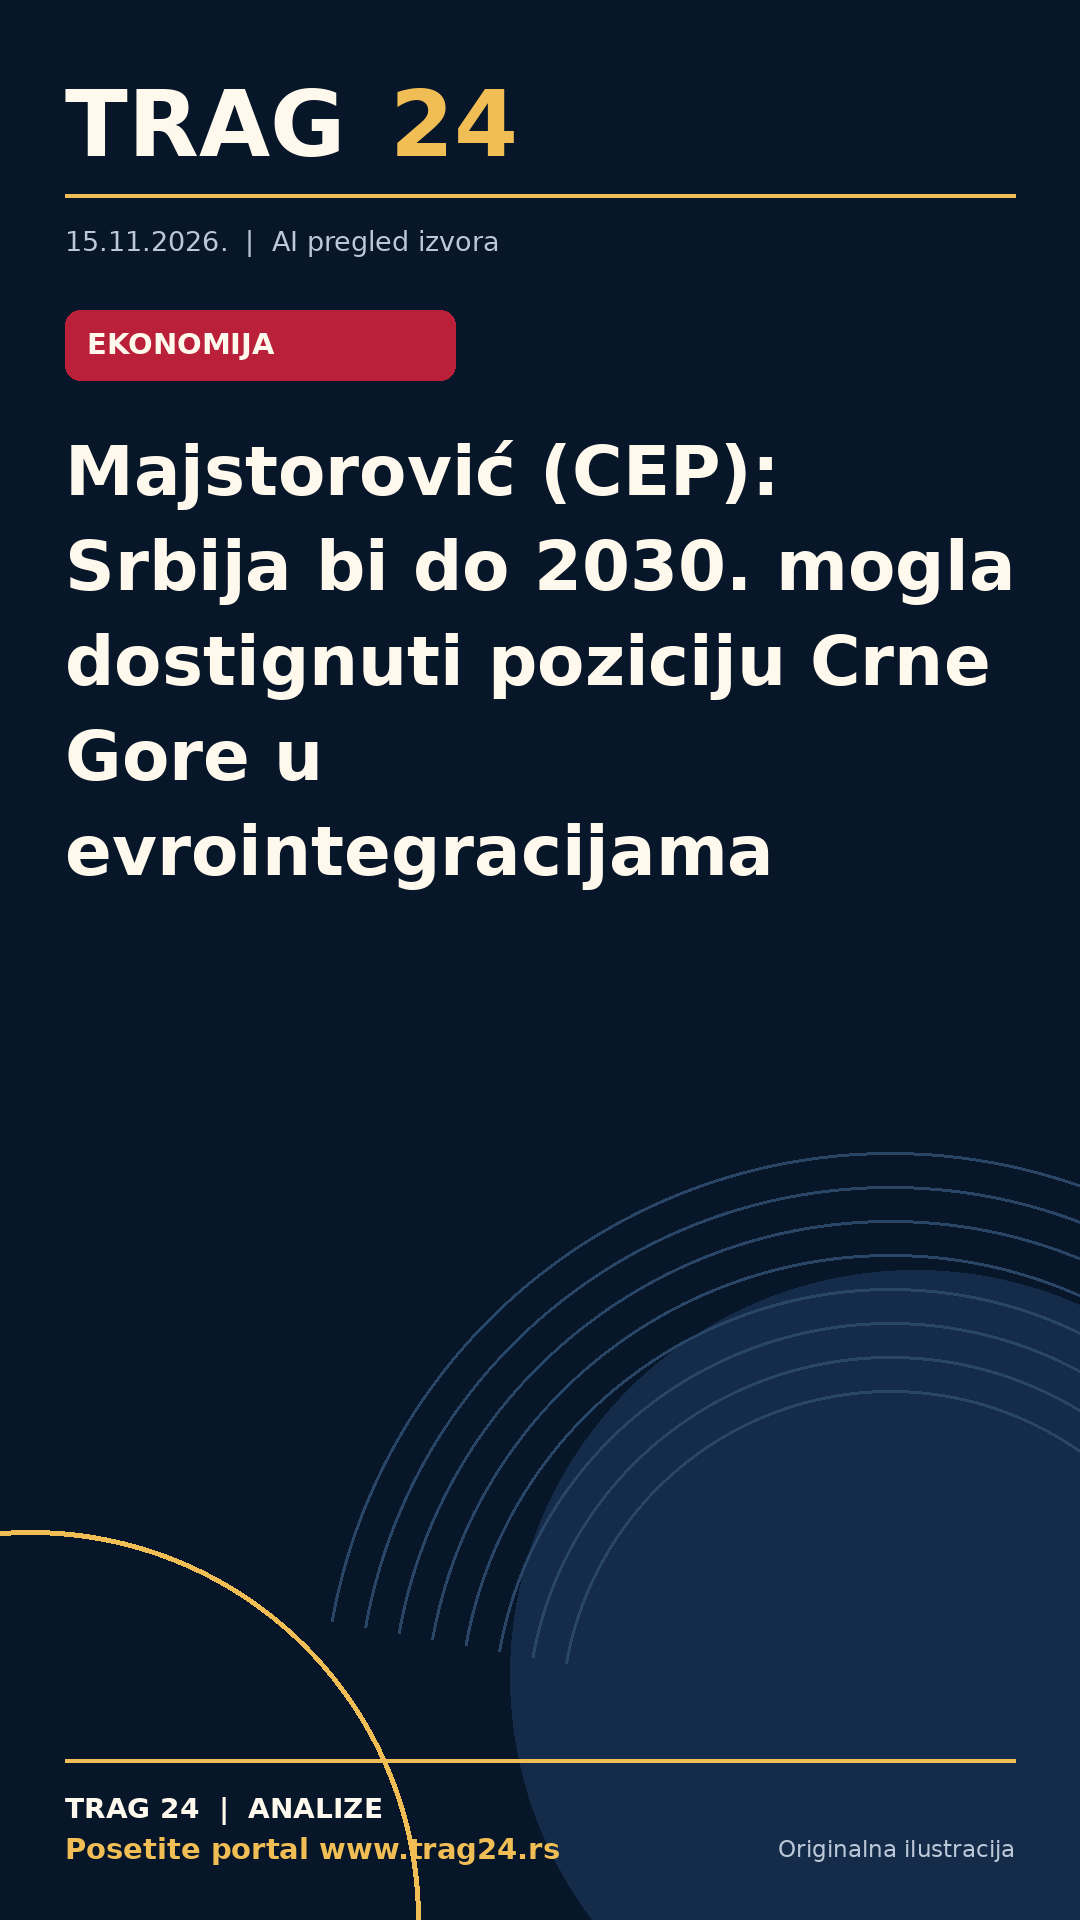 TRAG 24
15.11.2026. | AI pregled izvora
EKONOMIJA
Majstorović (CEP):
Srbija bi do 2030. mogla
dostignuti poziciju Crne
Gore u
evrointegracijama
TRAG 24 | ANALIZE
Posetite portal www.trag24.rs
Originalna ilustracija